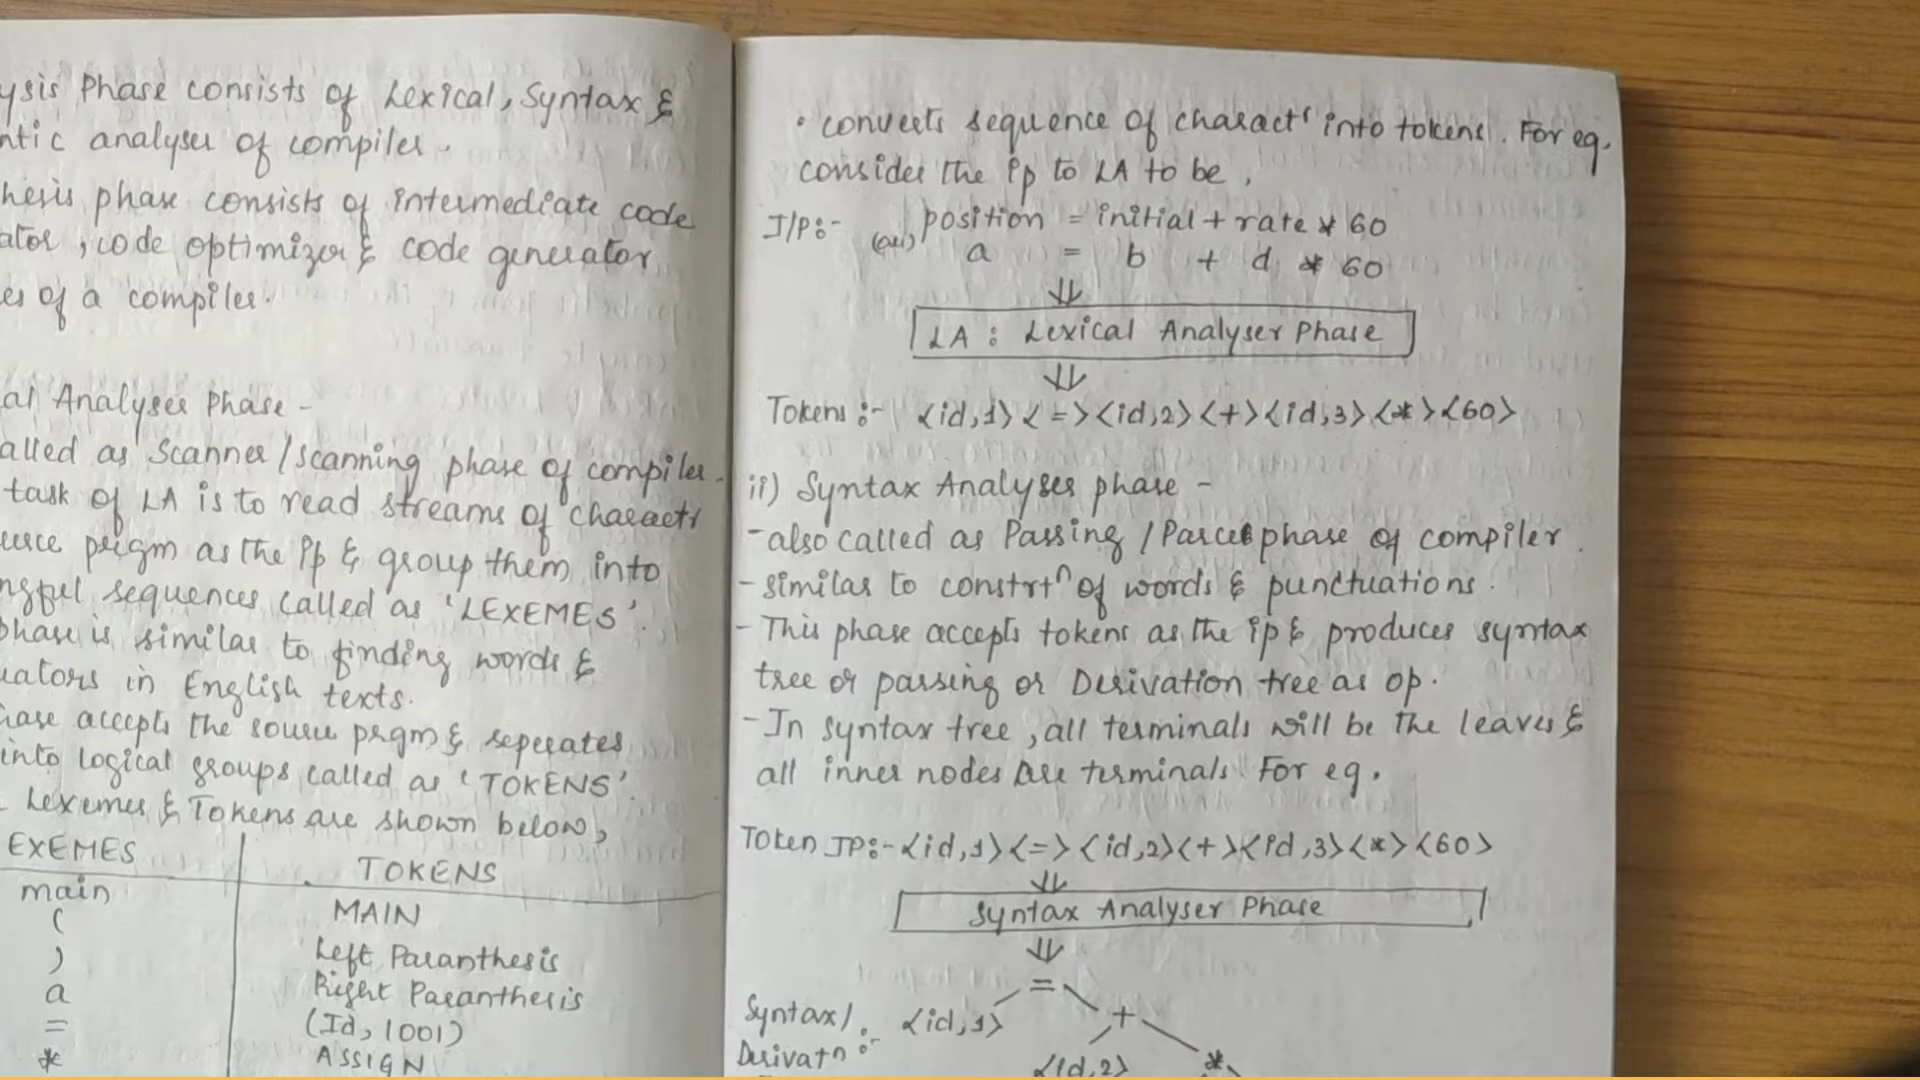 ysis Phase consists of Lexical, Syntax &
ntic analyser of compiler.
hesis phase consists of intermediate code
ator, code optimizer & code generator
es of a compiler.
al Analyser Phase -
alled as Scanner/scanning phase of compiler.
task of LA is to read streams of charactr
urce prgm as the ip & group them into
ngful sequences called as 'LEXEMES'.
phase is similar to finding words &
uators in English texts.
hase accepts the source prgm & seperates
into logical groups called as 'TOKENS'.
Lexemes & Tokens are shown below,
EXEMES TOKENS
main MAIN
( Left Paranthesis
) Right Paranthesis
a (Id, 1001)
= ASSIGN
*
• converts sequence of charactr into tokens. For eg.
consider the ip to LA to be,
I/P:- position = initial + rate * 60
(or) a = b + d * 60
LA : Lexical Analyser Phase
Tokens :- <id,1> <=> <id,2> <+> <id,3> <*> <60>
ii) Syntax Analyser phase -
- also called as Passing / Parser phase of compiler.
- similar to constrtn of words & punctuations.
- This phase accepts tokens as the ip & produces syntax
tree or parsing or Derivation tree as op.
- In syntax tree, all terminals will be the leaves &
all inner nodes are terminals. For eg.
Token IP:- <id,1> <=> <id,2> <+> <id,3> <*> <60>
Syntax Analyser Phase
=
Syntax/ <id,1> +
Derivatn :- <id,2> *